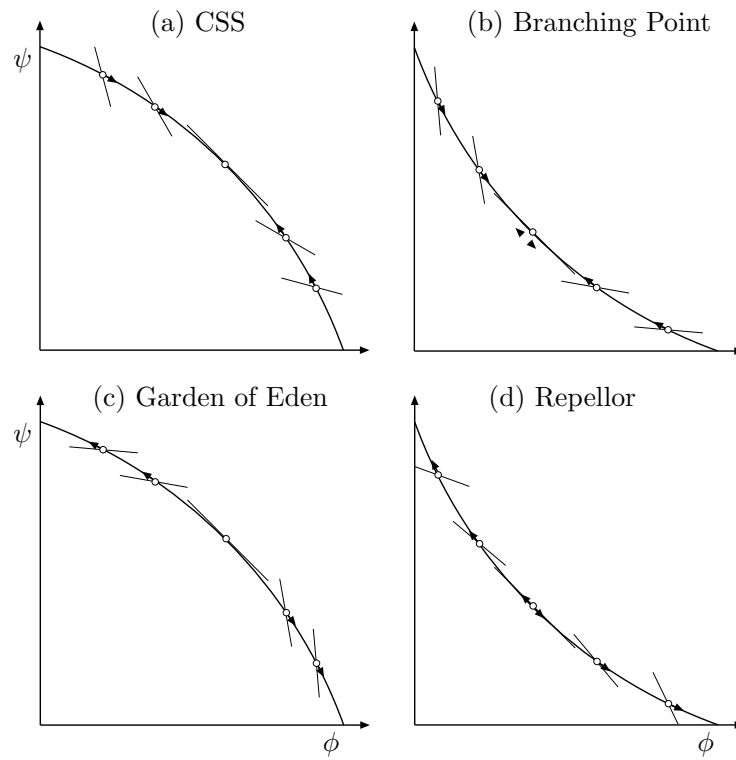 (a) CSS
(b) Branching Point
ψ
(c) Garden of Eden
(d) Repellor
ψ
ϕ
ϕ